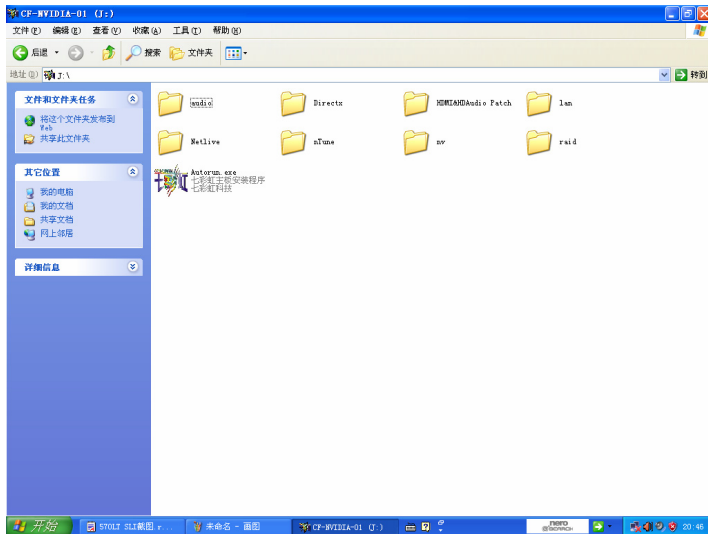 CF-NVIDIA-01 (J:)
文件(F) 编辑(E) 查看(V) 收藏(A) 工具(T) 帮助(H)
后退 搜索 文件夹
地址(D) J:\ 转到
文件和文件夹任务
将这个文件夹发布到
Web
共享此文件夹
其它位置
我的电脑
我的文档
共享文档
网上邻居
详细信息
audio Directx HDMI&HDAudio Patch lan
Netlive nTune nv raid
Autorun.exe
七彩虹主板安装程序
七彩虹科技
开始 570LT SLI截图.r... 未命名 - 画图 CF-NVIDIA-01 (J:) nero SEARCH 20:46